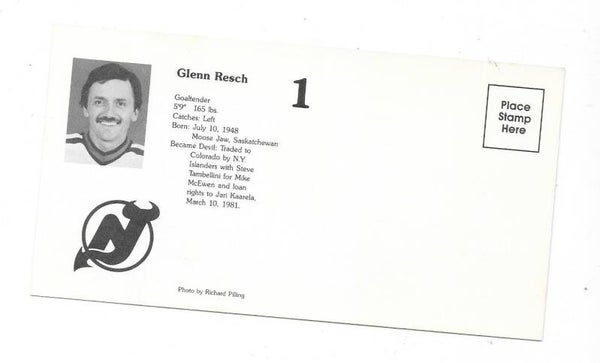 Glenn Resch
1
Goaltender
5'9" 165 lbs.
Catches: Left
Born: July 10, 1948
Moose Jaw, Saskatchewan
Became Devil: Traded to
Colorado by N.Y.
Islanders with Steve
Tambellini for Mike
McEwen and loan
rights to Jari Kaarela,
March 10, 1981.
Place
Stamp
Here
NJ
Photo by Richard Pilling